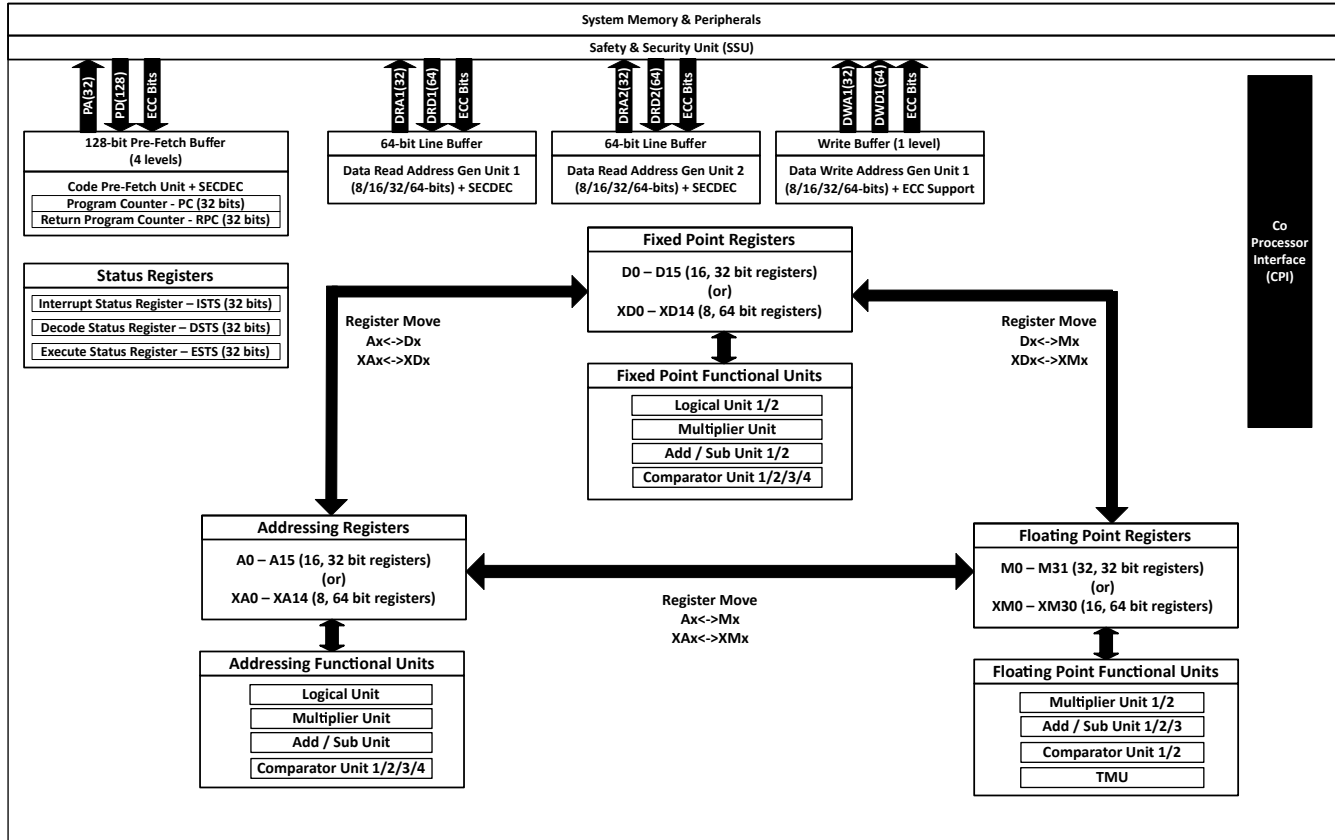 System Memory & Peripherals
Safety & Security Unit (SSU)
PA(32)
PD(128)
ECC Bits
DRA1(32)
DRD1(64)
ECC Bits
DRA2(32)
DRD2(64)
ECC Bits
DWA1(32)
DWD1(64)
ECC Bits
128-bit Pre-Fetch Buffer
(4 levels)
Code Pre-Fetch Unit + SECDEC
Program Counter - PC (32 bits)
Return Program Counter - RPC (32 bits)
64-bit Line Buffer
Data Read Address Gen Unit 1
(8/16/32/64-bits) + SECDEC
64-bit Line Buffer
Data Read Address Gen Unit 2
(8/16/32/64-bits) + SECDEC
Write Buffer (1 level)
Data Write Address Gen Unit 1
(8/16/32/64-bits) + ECC Support
Co
Processor
Interface
(CPI)
Status Registers
Interrupt Status Register – ISTS (32 bits)
Decode Status Register – DSTS (32 bits)
Execute Status Register – ESTS (32 bits)
Fixed Point Registers
D0 – D15 (16, 32 bit registers)
(or)
XD0 – XD14 (8, 64 bit registers)
Register Move
Ax<->Dx
XAx<->XDx
Register Move
Dx<->Mx
XDx<->XMx
Fixed Point Functional Units
Logical Unit 1/2
Multiplier Unit
Add / Sub Unit 1/2
Comparator Unit 1/2/3/4
Addressing Registers
A0 – A15 (16, 32 bit registers)
(or)
XA0 – XA14 (8, 64 bit registers)
Register Move
Ax<->Mx
XAx<->XMx
Floating Point Registers
M0 – M31 (32, 32 bit registers)
(or)
XM0 – XM30 (16, 64 bit registers)
Addressing Functional Units
Logical Unit
Multiplier Unit
Add / Sub Unit
Comparator Unit 1/2/3/4
Floating Point Functional Units
Multiplier Unit 1/2
Add / Sub Unit 1/2/3
Comparator Unit 1/2
TMU